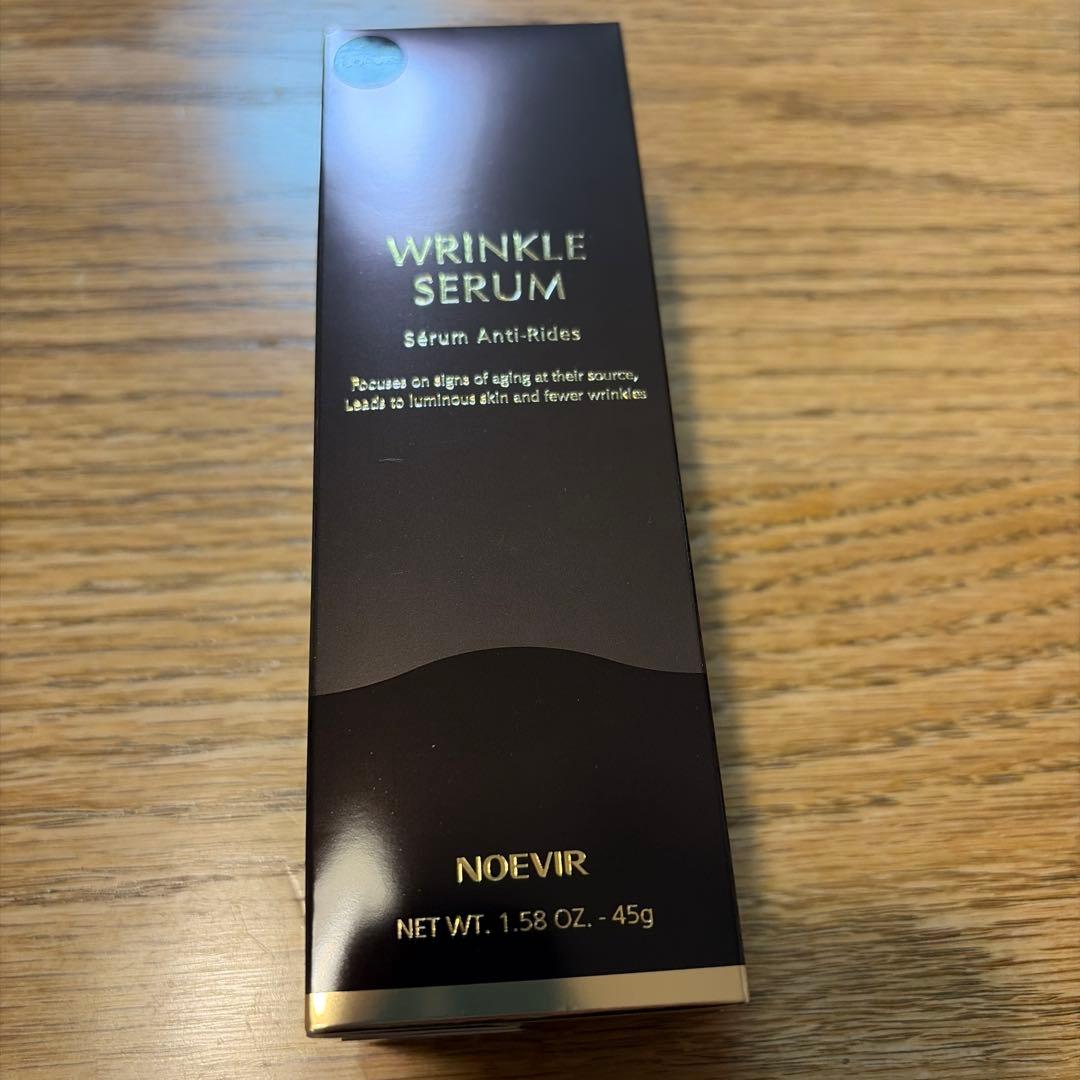 WRINKLE
SERUM
Sérum Anti-Rides
Focuses on signs of aging at their source,
Leads to luminous skin and fewer wrinkles
NOEVIR
NET WT. 1.58 OZ. - 45g